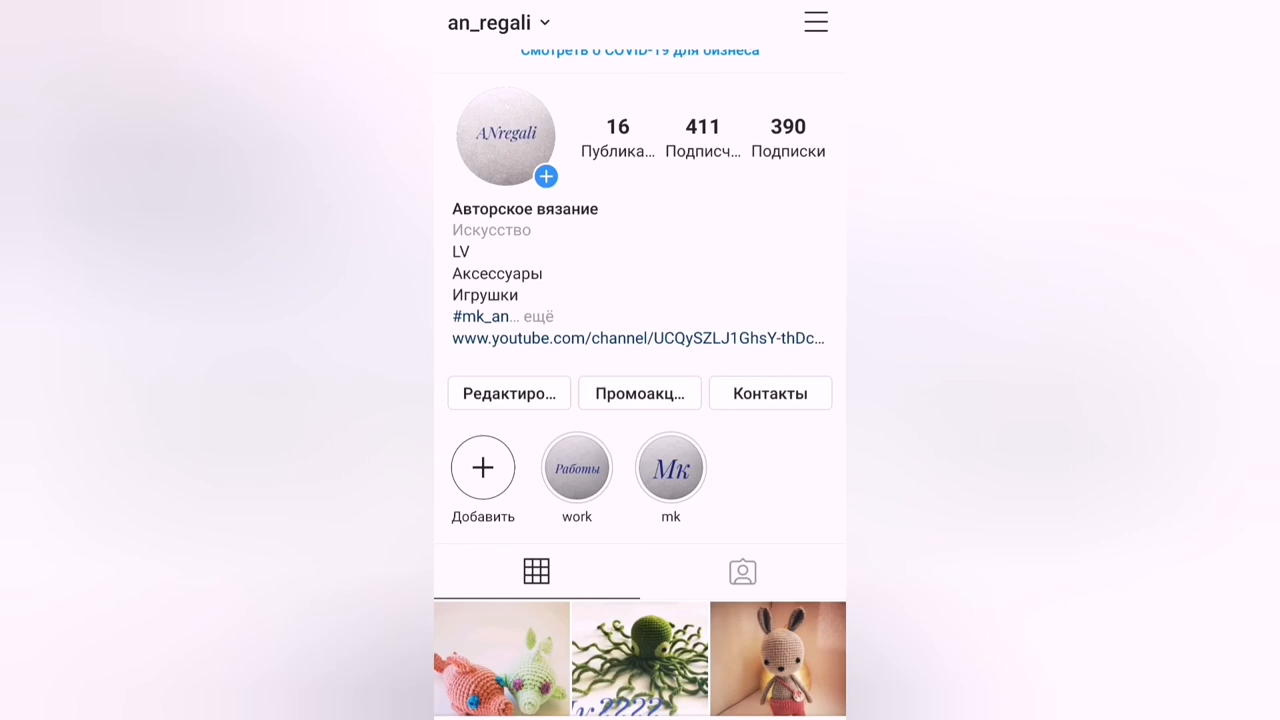 an_regali
Смотреть о COVID-19 для бизнеса
ANregali
16 411 390
Публика... Подписч... Подписки
Авторское вязание
Искусство
LV
Аксессуары
Игрушки
#mk_an... ещё
www.youtube.com/channel/UCQySZLJ1GhsY-thDc...
Редактиро... Промоакц... Контакты
Работы Мк
Добавить work mk